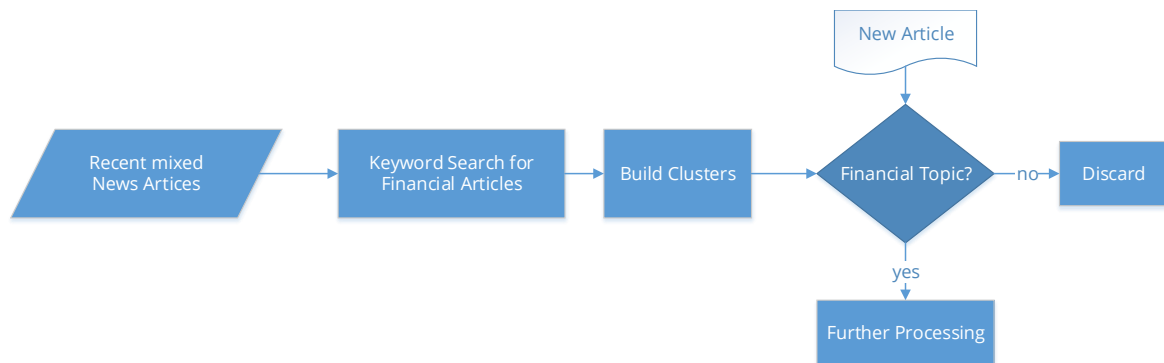 New Article
Recent mixed
News Artices
Keyword Search for
Financial Articles
Build Clusters
Financial Topic?
no
Discard
yes
Further Processing